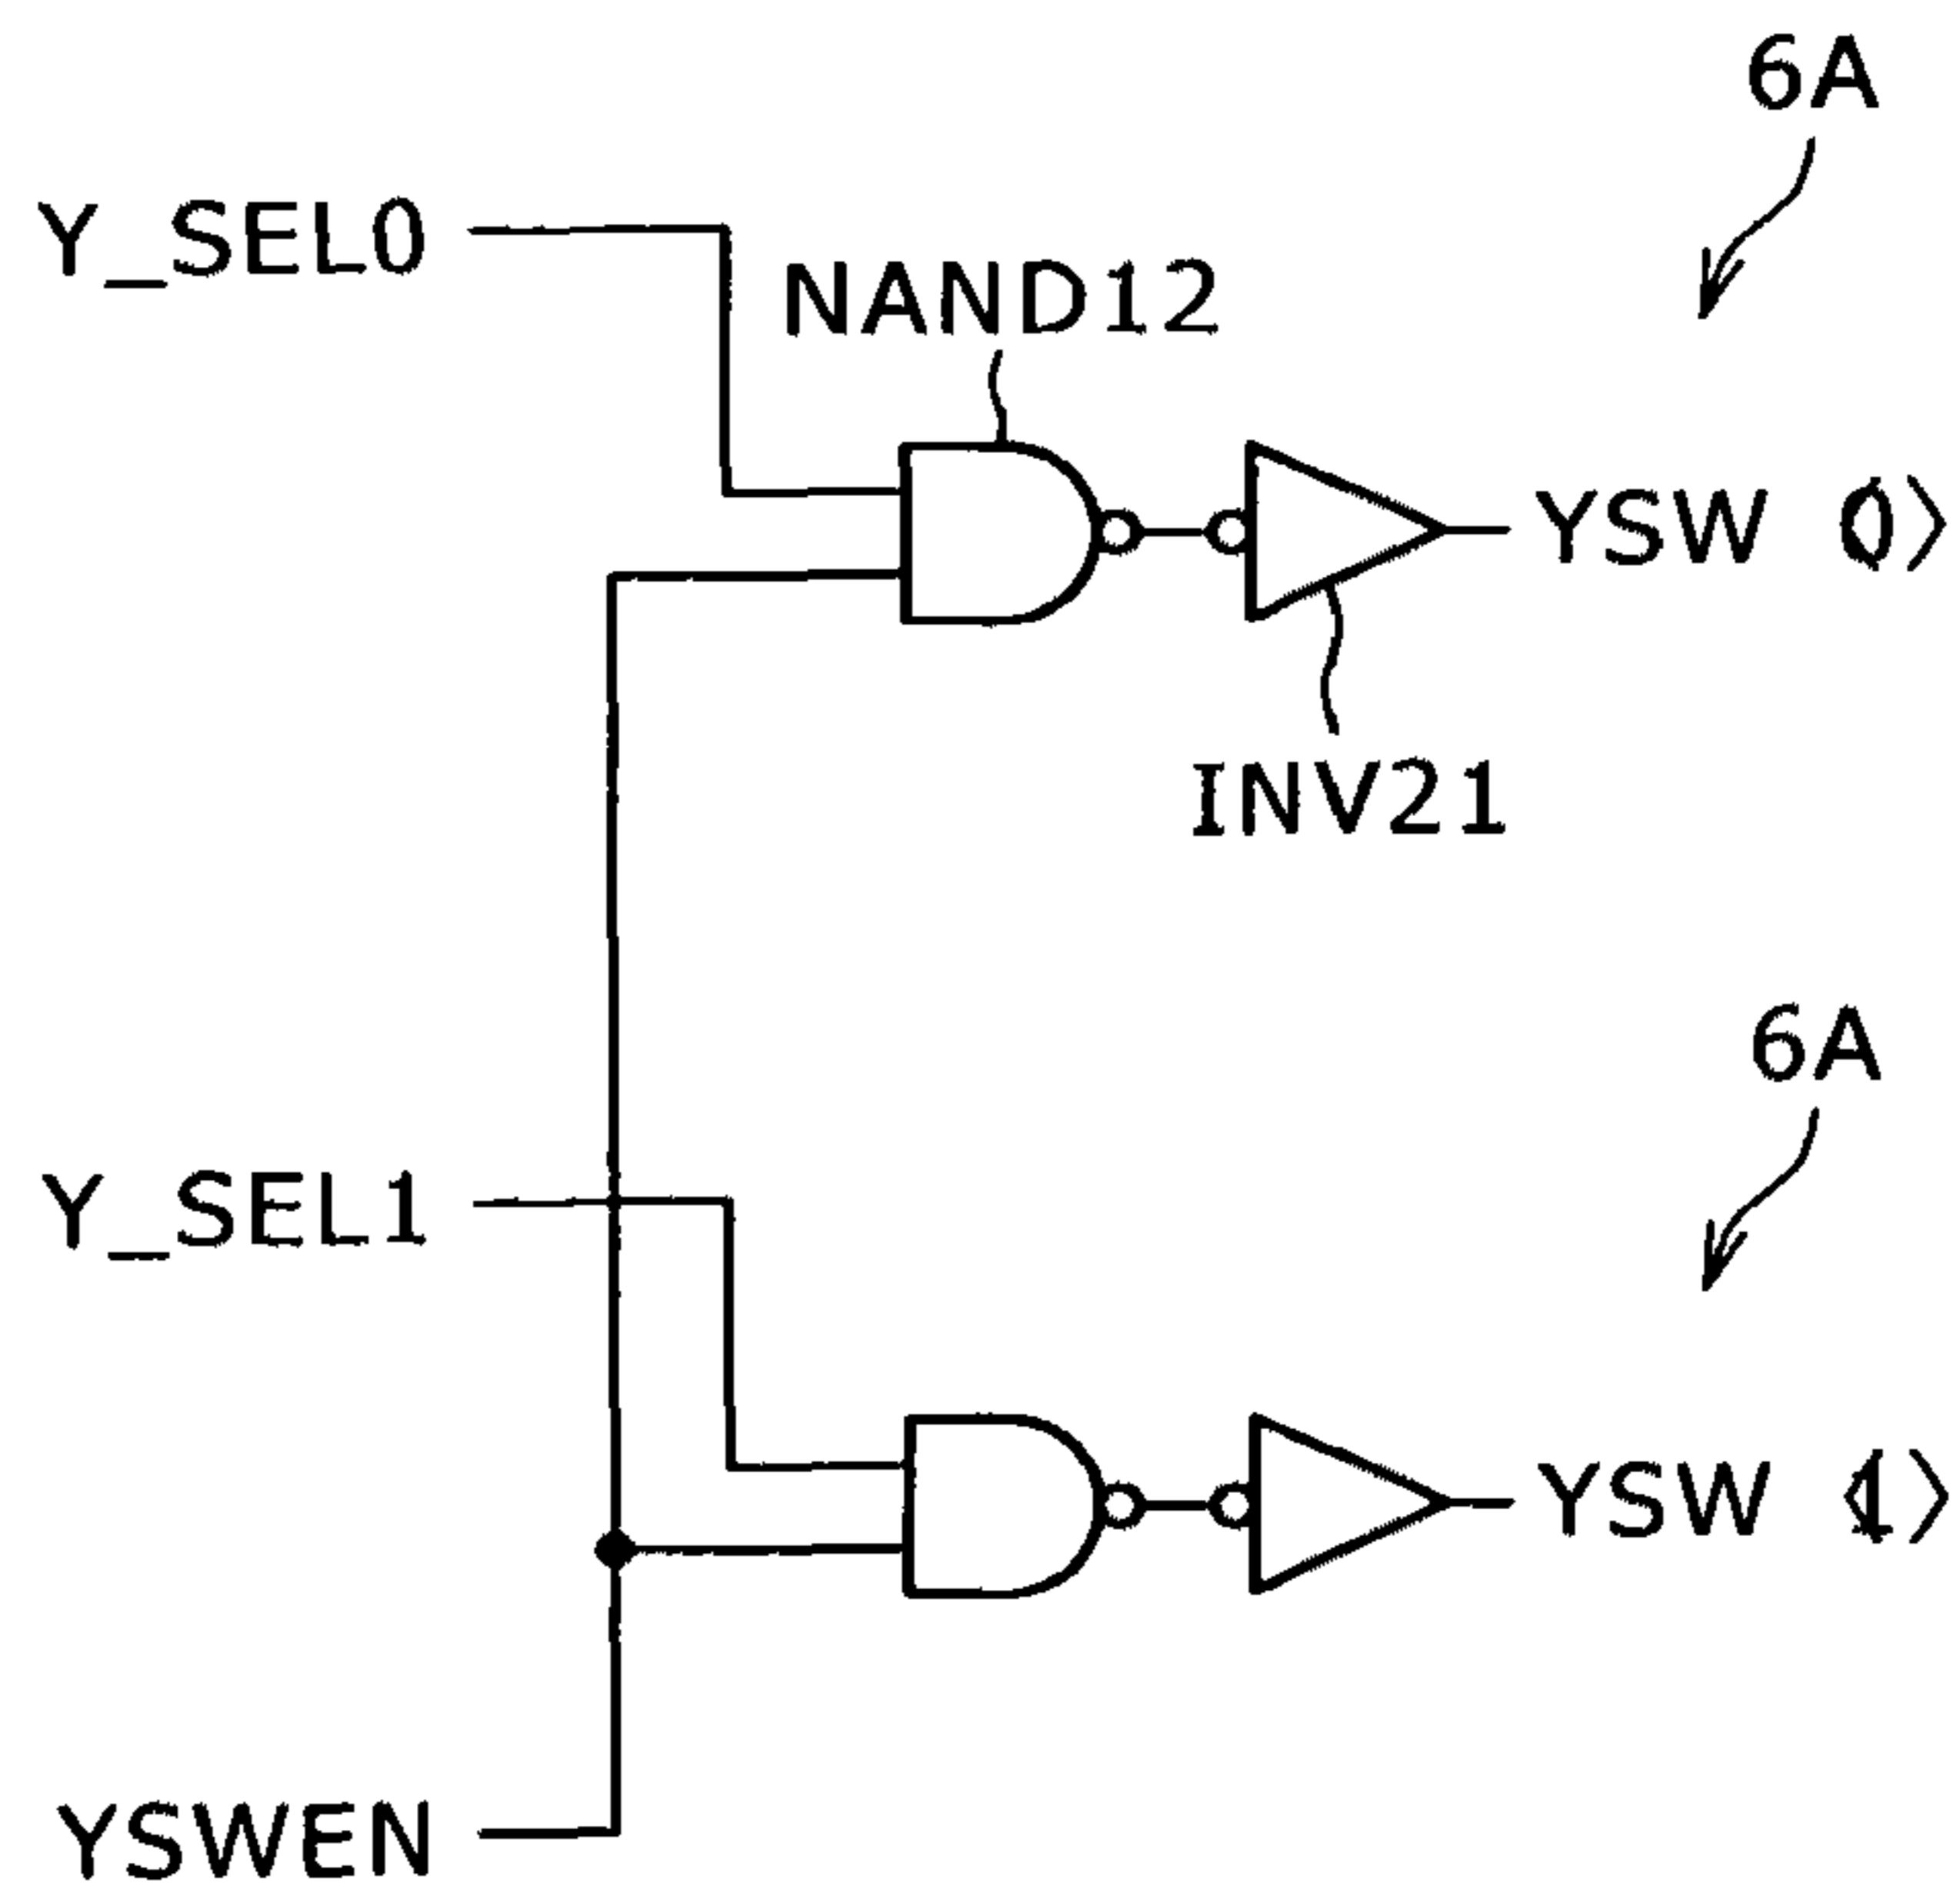 6A
Y_SEL0
NAND12
YSW〈0〉
INV21
6A
Y_SEL1
YSW〈1〉
YSWEN